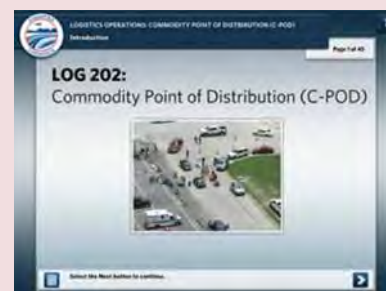 LOGISTICS OPERATIONS: COMMODITY POINT OF DISTRIBUTION (C-POD)
Introduction
Page 1 of 45
LOG 202:
Commodity Point of Distribution (C-POD)
Select the Next button to continue.